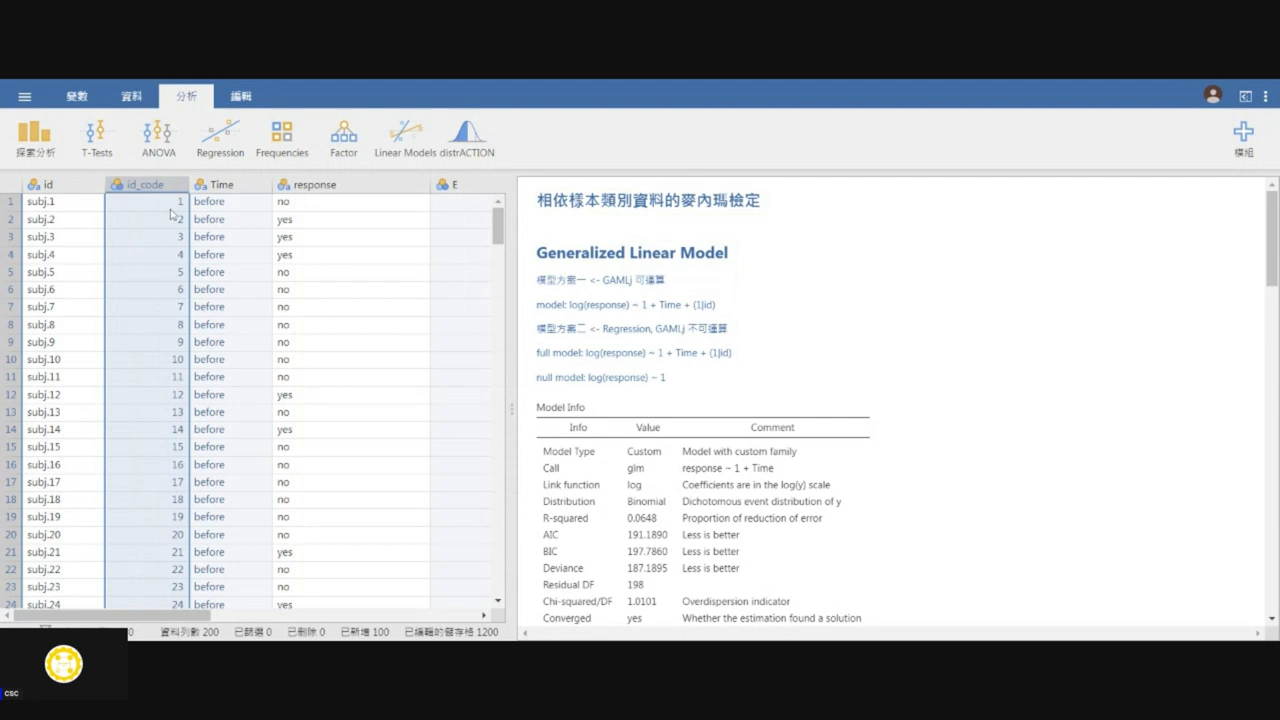 變數 資料 分析 編輯
探索分析 T-Tests ANOVA Regression Frequencies Factor Linear Models distrACTION 模組
id id_code Time response E
1 subj.1 1 before no
2 subj.2 2 before yes
3 subj.3 3 before yes
4 subj.4 4 before yes
5 subj.5 5 before no
6 subj.6 6 before no
7 subj.7 7 before no
8 subj.8 8 before no
9 subj.9 9 before no
10 subj.10 10 before no
11 subj.11 11 before no
12 subj.12 12 before yes
13 subj.13 13 before no
14 subj.14 14 before yes
15 subj.15 15 before no
16 subj.16 16 before no
17 subj.17 17 before no
18 subj.18 18 before no
19 subj.19 19 before no
20 subj.20 20 before no
21 subj.21 21 before yes
22 subj.22 22 before no
23 subj.23 23 before no
24 subj.24 24 before yes
0 資料列數 200 已篩選 0 已刪除 0 已新增 100 已編輯的儲存格 1200
相依樣本類別資料的麥內瑪檢定
Generalized Linear Model
模型方案一 <- GAMLj 可運算
model: log(response) ~ 1 + Time + (1|id)
模型方案二 <- Regression, GAMLj 不可運算
full model: log(response) ~ 1 + Time + (1|id)
null model: log(response) ~ 1
Model Info
Info Value Comment
Model Type Custom Model with custom family
Call glm response ~ 1 + Time
Link function log Coefficients are in the log(y) scale
Distribution Binomial Dichotomous event distribution of y
R-squared 0.0648 Proportion of reduction of error
AIC 191.1890 Less is better
BIC 197.7860 Less is better
Deviance 187.1895 Less is better
Residual DF 198
Chi-squared/DF 1.0101 Overdispersion indicator
Converged yes Whether the estimation found a solution
csc